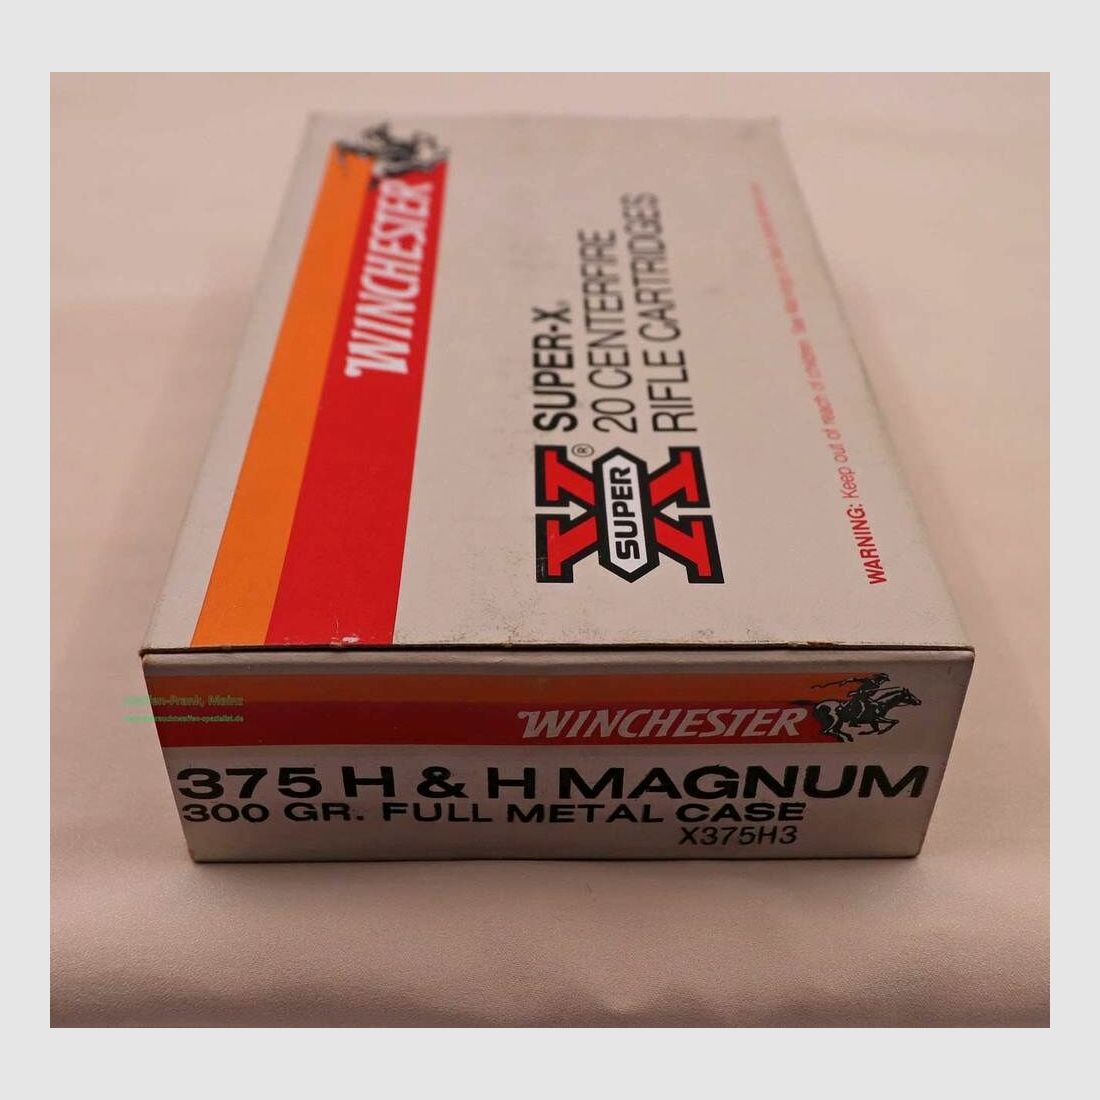 WINCHESTER
SUPER-X®
20 CENTERFIRE
RIFLE CARTRIDGES
X
SUPER
®
WARNING: Keep out of reach of children.
WINCHESTER
375 H & H MAGNUM
300 GR. FULL METAL CASE
X375H3
Mainz